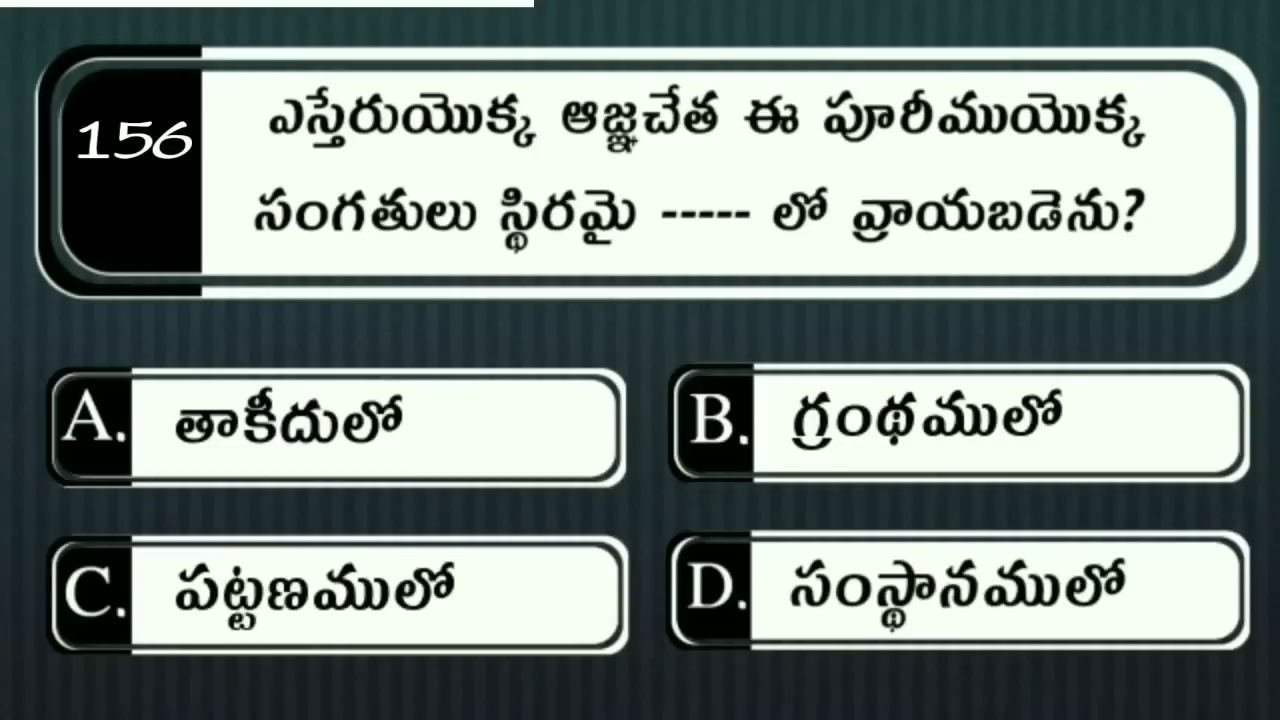 156
ఎస్తేరుయొక్క ఆజ్ఞచేత ఈ పూరీముయొక్క
సంగతులు స్థిరమై ----- లో వ్రాయబడెను?
A. తాకీదులో
B. గ్రంథములో
C. పట్టణములో
D. సంస్థానములో